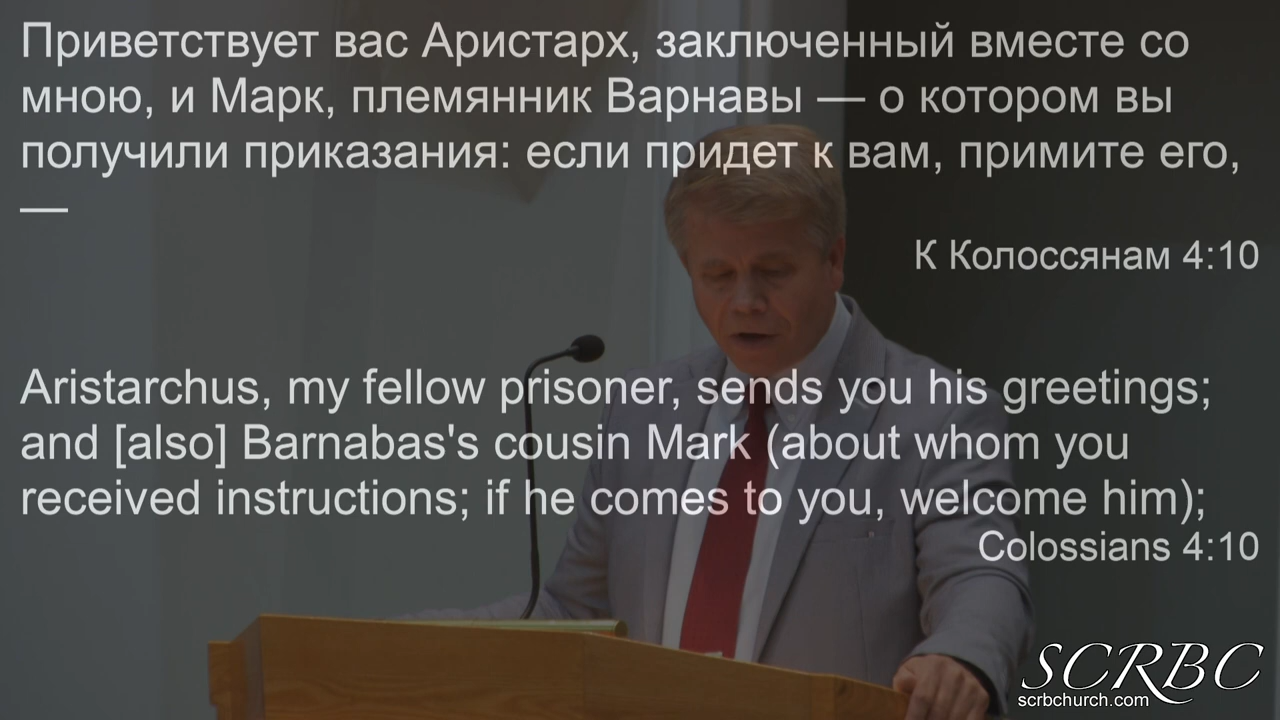 Приветствует вас Аристарх, заключенный вместе со
мною, и Марк, племянник Варнавы — о котором вы
получили приказания: если придет к вам, примите его,
—
К Колоссянам 4:10
Aristarchus, my fellow prisoner, sends you his greetings;
and [also] Barnabas's cousin Mark (about whom you
received instructions; if he comes to you, welcome him);
Colossians 4:10
SCRBC
scrbchurch.com